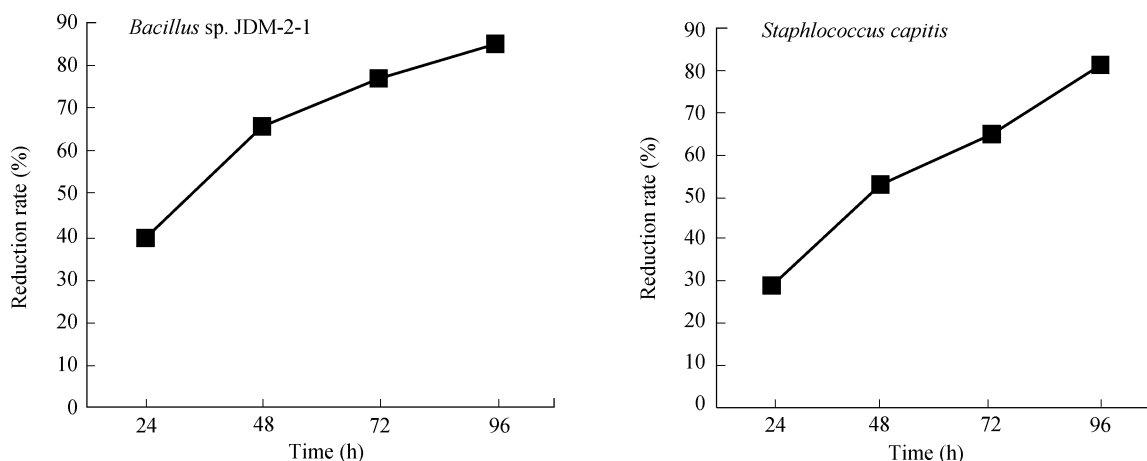 Bacillus sp. JDM-2-1
Reduction rate (%)
90
80
70
60
50
40
30
20
10
0
24 48 72 96
Time (h)
Staphlococcus capitis
Reduction rate (%)
90
80
70
60
50
40
30
20
10
0
24 48 72 96
Time (h)